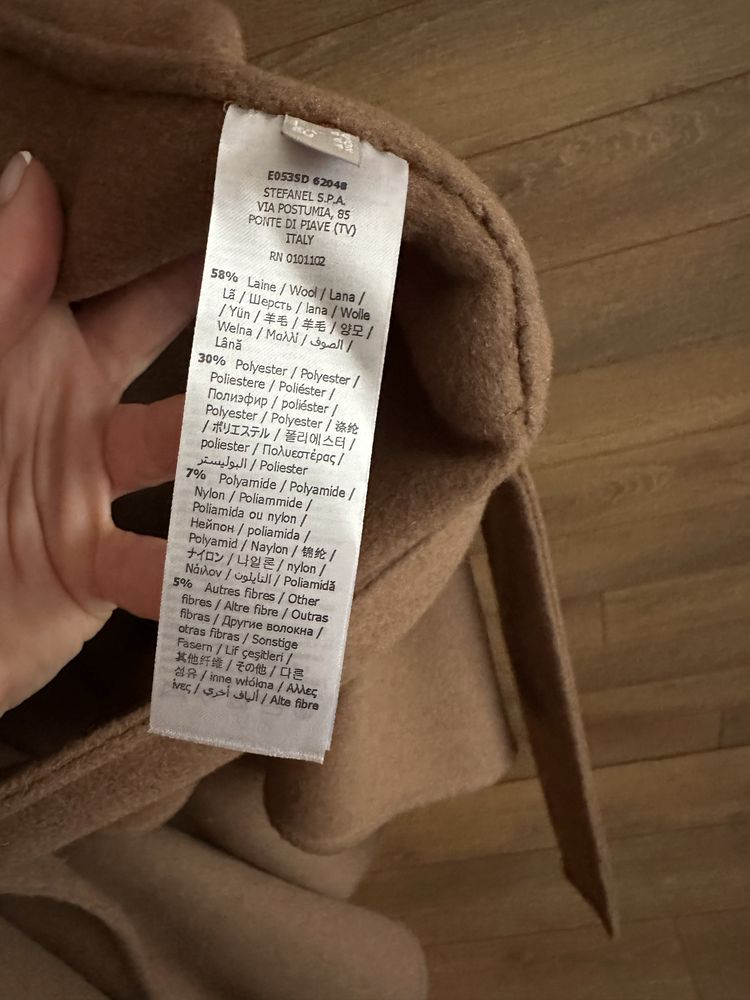 E0535D 62048
STEFANEL S.P.A.
VIA POSTUMIA, 85
PONTE DI PIAVE (TV)
ITALY
RN 0101102
58% Laine / Wool / Lana /
Lã / Шерсть / lana / Wolle
/ Yün / 羊毛 / 羊毛 / 양모 /
Wełna / Μαλλί / الصوف /
Lână
30% Polyester / Polyester /
Poliestere / Poliéster /
Полиэфир / poliéster /
Polyester / Polyester / 涤纶
/ ポリエステル / 폴리에스터 /
poliester / Πολυεστέρας /
البوليستر / Poliester
7% Polyamide / Polyamide /
Nylon / Poliammide /
Poliamida ou nylon /
Нейлон / poliamida /
Polyamid / Naylon / 锦纶 /
ナイロン / 나일론 / nylon /
Νάιλον / النايلون / Poliamidă
5% Autres fibres / Other
fibres / Altre fibre / Outras
fibras / Другие волокна /
otras fibras / Sonstige
Fasern / Lif çeşitleri /
其他纤维 / その他 / 다른
섬유 / inne włókna / Άλλες
ίνες / ألياف أخرى / Alte fibre